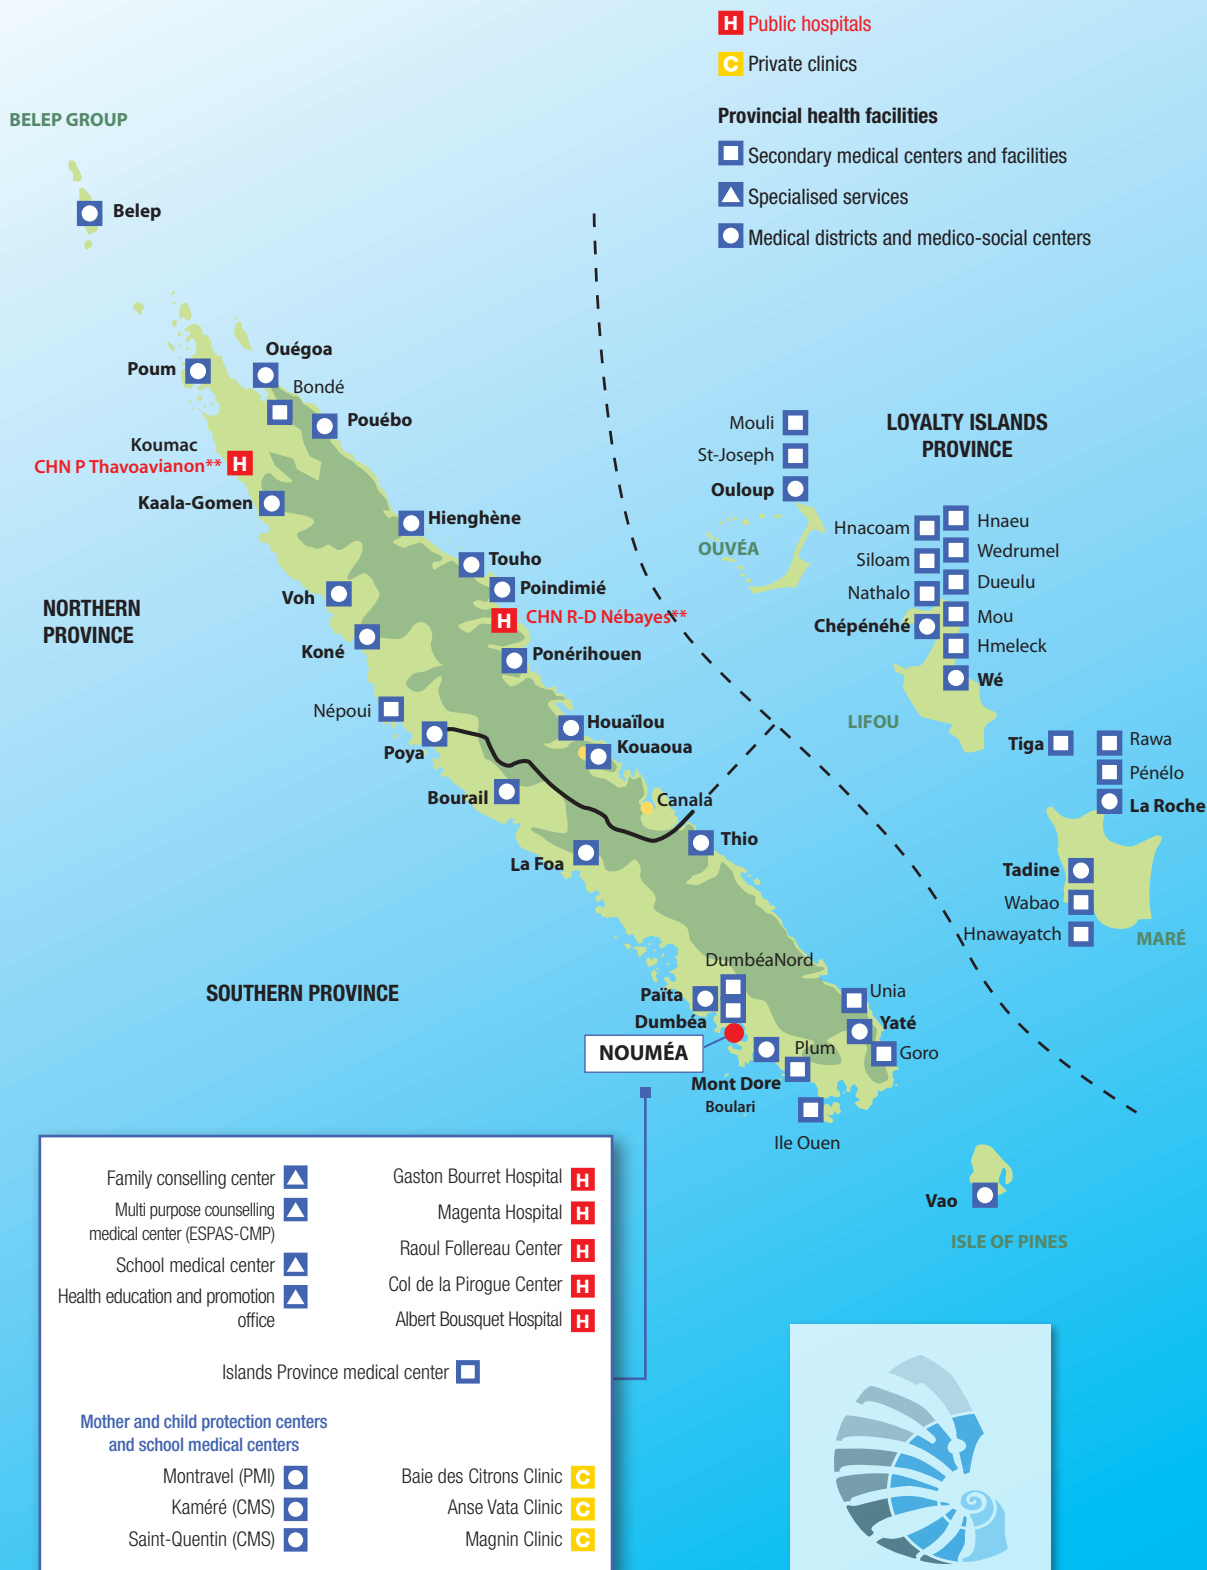 H Public hospitals
C Private clinics
Provincial health facilities
Secondary medical centers and facilities
Specialised services
Medical districts and medico-social centers
BELEP GROUP
Belep
Ouégoa
Poum
Bondé
Pouébo
Koumac
CHN P Thavoavianon** H
Kaala-Gomen
Hienghène
Touho
Poindimié
H CHN R-D Nébayes**
Voh
NORTHERN
PROVINCE
Koné
Ponérihouen
Népoui
Houaïlou
Poya
Kouaoua
Bourail
Canala
Thio
La Foa
LOYALTY ISLANDS
PROVINCE
Mouli
St-Joseph
Ouloup
OUVÉA
Hnacoam
Hnaeu
Siloam
Wedrumel
Nathalo
Dueulu
Chépénéhé
Mou
Hmeleck
Wé
LIFOU
Tiga
Rawa
Pénélo
La Roche
Tadine
Wabao
Hnawayatch
MARÉ
SOUTHERN PROVINCE
DumbéaNord
Païta
Dumbéa
Unia
Yaté
NOUMÉA
Plum
Goro
Mont Dore
Boulari
Ile Ouen
Vao
ISLE OF PINES
Family conselling center
Multi purpose counselling
medical center (ESPAS-CMP)
School medical center
Health education and promotion
office
Gaston Bourret Hospital H
Magenta Hospital H
Raoul Follereau Center H
Col de la Pirogue Center H
Albert Bousquet Hospital H
Islands Province medical center
Mother and child protection centers
and school medical centers
Montravel (PMI)
Kaméré (CMS)
Saint-Quentin (CMS)
Baie des Citrons Clinic C
Anse Vata Clinic C
Magnin Clinic C